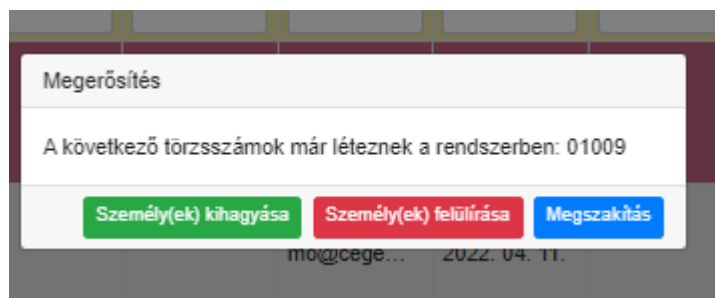 Megerősítés
A következő törzsszámok már léteznek a rendszerben: 01009
Személy(ek) kihagyása Személy(ek) felülírása Megszakítás
mo@cege... 2022. 04. 11.